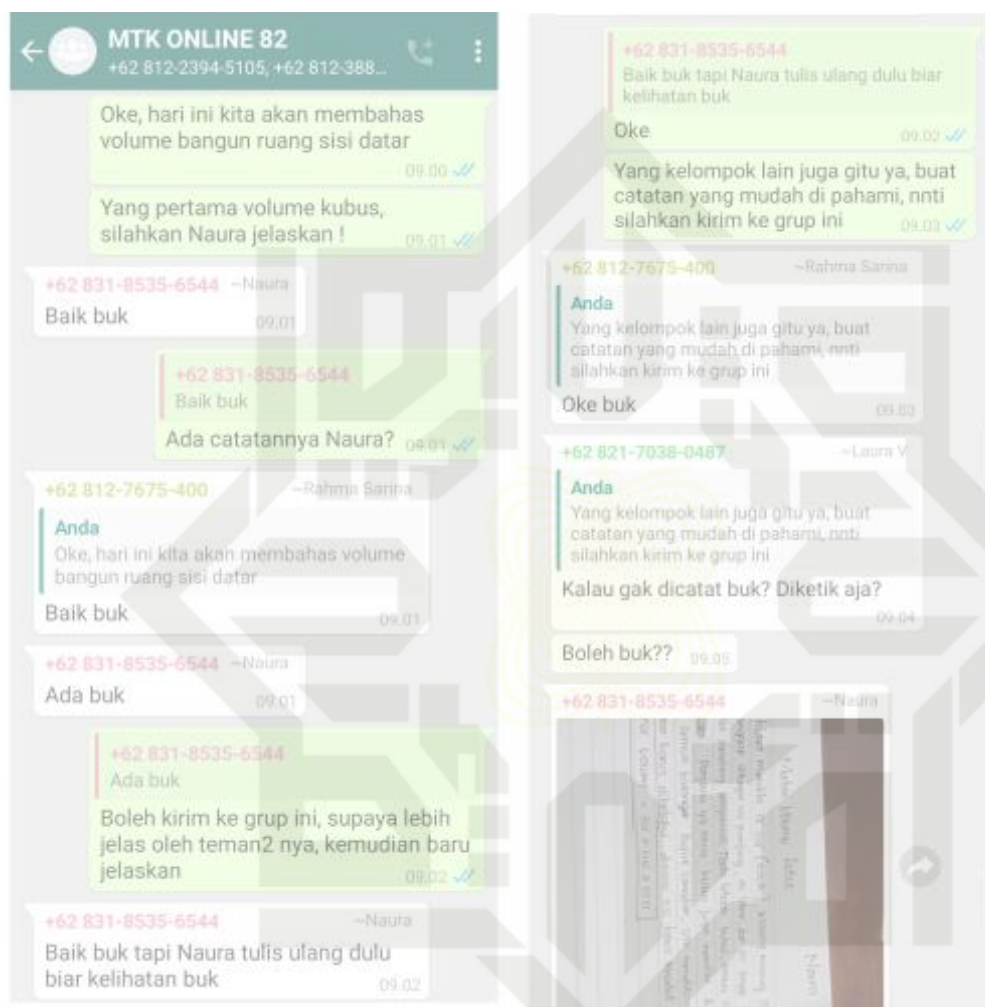 MTK ONLINE 82
+62 812-2394-5105, +62 812-388...
Oke, hari ini kita akan membahas
volume bangun ruang sisi datar
09.00
Yang pertama volume kubus,
silahkan Naura jelaskan !
09.01
+62 831-8535-6544 ~Naura
Baik buk
09.01
+62 831-8535-6544
Baik buk
Ada catatannya Naura?
09.01
+62 812-7675-400 ~Rahma Sarina
Anda
Oke, hari ini kita akan membahas volume
bangun ruang sisi datar
Baik buk
09.01
+62 831-8535-6544 ~Naura
Ada buk
09.01
+62 831-8535-6544
Ada buk
Boleh kirim ke grup ini, supaya lebih
jelas oleh teman2 nya, kemudian baru
jelaskan
09.02
+62 831-8535-6544 ~Naura
Baik buk tapi Naura tulis ulang dulu
biar kelihatan buk
09.02
+62 831-8535-6544
Baik buk tapi Naura tulis ulang dulu biar
kelihatan buk
Oke
09.02
Yang kelompok lain juga gitu ya, buat
catatan yang mudah di pahami, nnti
silahkan kirim ke grup ini
09.03
+62 812-7675-400 ~Rahma Sarina
Anda
Yang kelompok lain juga gitu ya, buat
catatan yang mudah di pahami, nnti
silahkan kirim ke grup ini
Oke buk
09.03
+62 821-7038-0487 ~Laura V
Anda
Yang kelompok lain juga gitu ya, buat
catatan yang mudah di pahami, nnti
silahkan kirim ke grup ini
Kalau gak dicatat buk? Diketik aja?
09.04
Boleh buk??
09.05
+62 831-8535-6544 ~Naura